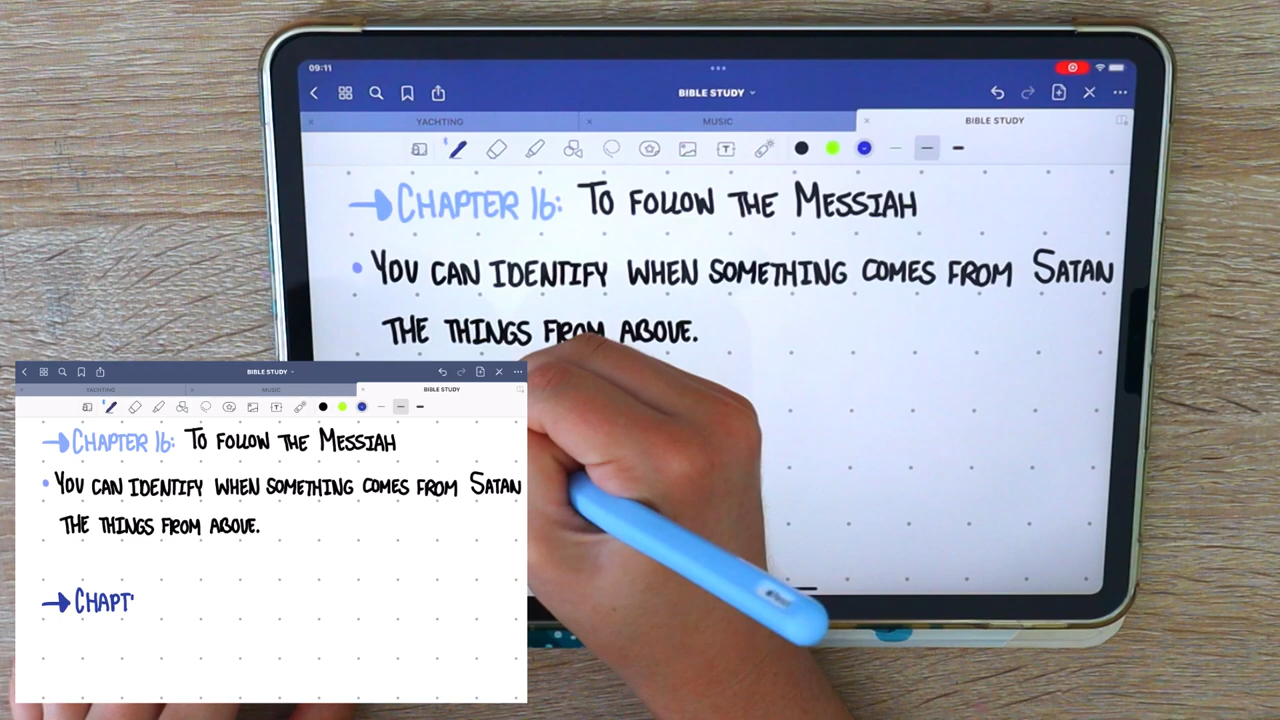 09:11
BIBLE STUDY
YACHTING
MUSIC
BIBLE STUDY
CHAPTER 16: TO FOLLOW THE MESSIAH
YOU CAN IDENTIFY WHEN SOMETHING COMES FROM SATAN
THE THINGS FROM ABOVE.
BIBLE STUDY
YACHTING
MUSIC
BIBLE STUDY
CHAPTER 16: TO FOLLOW THE MESSIAH
YOU CAN IDENTIFY WHEN SOMETHING COMES FROM SATAN
THE THINGS FROM ABOVE.
CHAPT